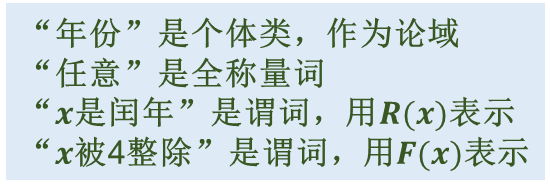 “年份”是个体类，作为论域
“任意”是全称量词
“x是闰年”是谓词，用R(x)表示
“x被4整除”是谓词，用F(x)表示